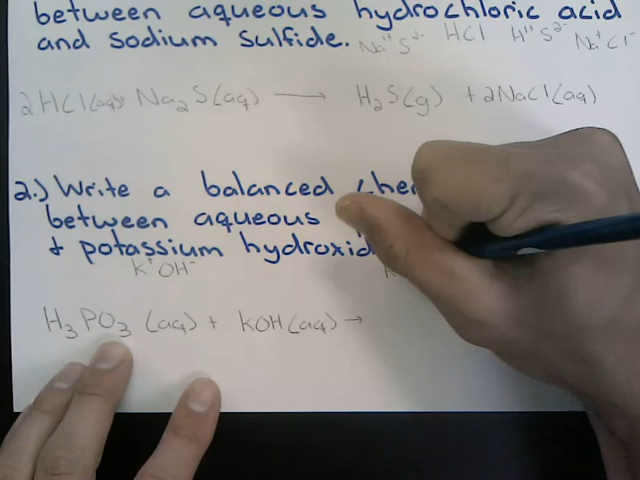 between aqueous hydrochloric acid
and sodium sulfide. Na⁺ S²⁻ HCl H⁺ S²⁻ Na⁺ Cl⁻
2HCl(aq) Na₂S(aq) → H₂S(g) + 2NaCl(aq)
2.) Write a balanced
between aqueous
+ potassium
K⁺ OH⁻
H₃PO₃ (aq) + KOH(aq) →